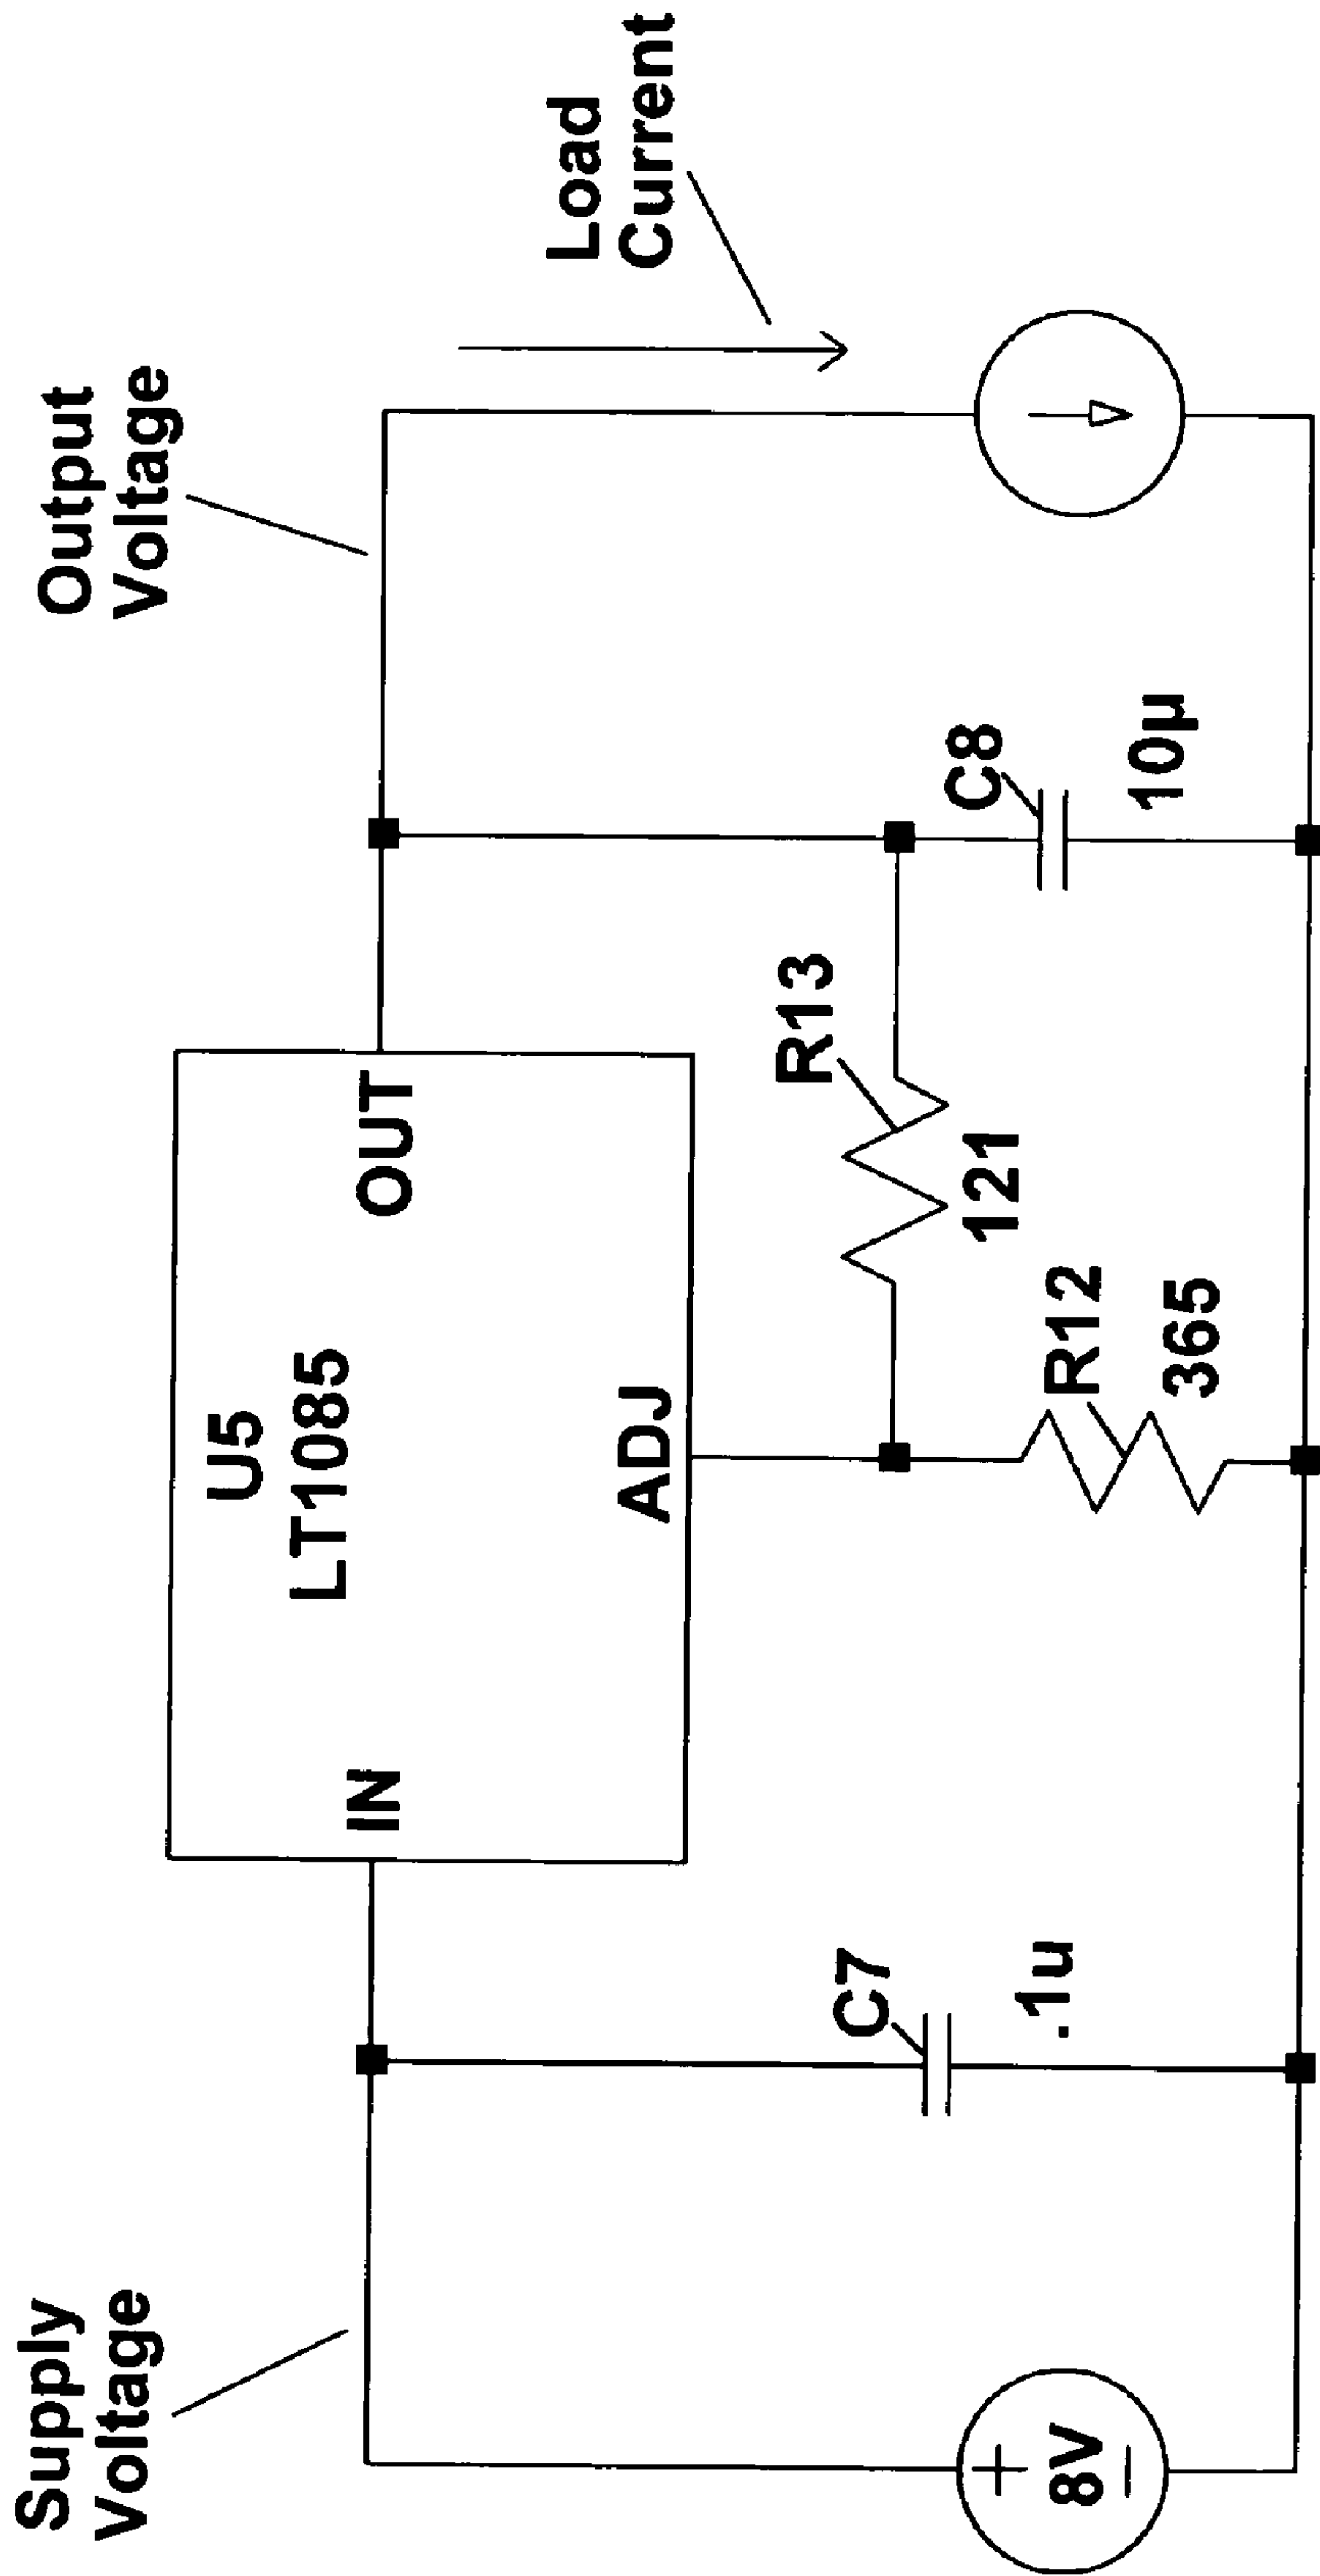 Supply
Voltage
Output
Voltage
U5
LT1085
IN
OUT
ADJ
Load
Current
C7
.1u
R13
121
R12
365
C8
10µ
+
8V
−